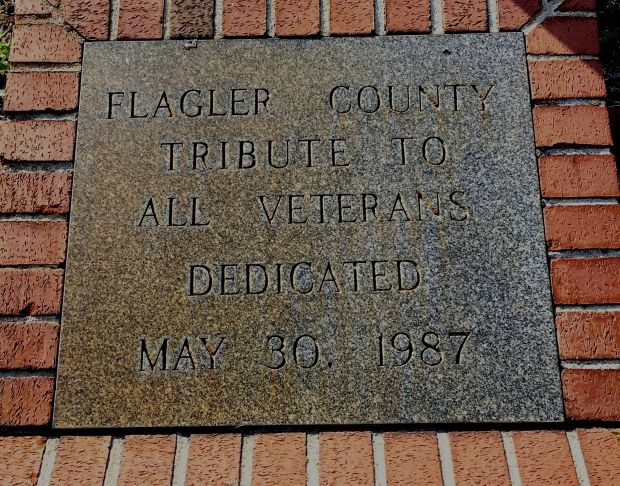 FLAGLER COUNTY
TRIBUTE TO
ALL VETERANS
DEDICATED
MAY 30. 1987